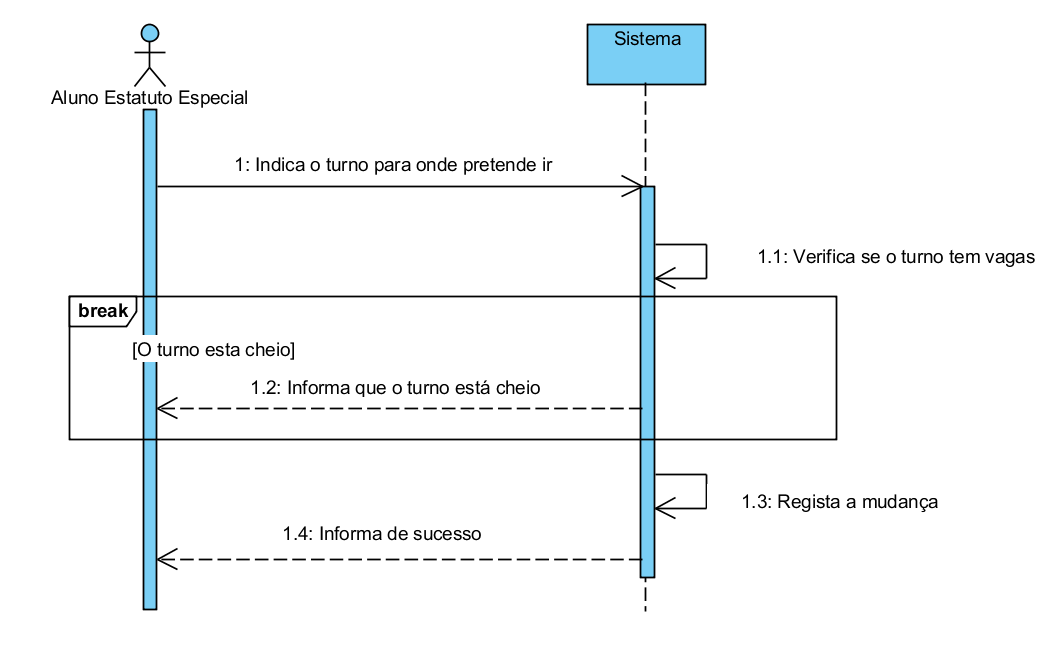 Sistema
Aluno Estatuto Especial
1: Indica o turno para onde pretende ir
1.1: Verifica se o turno tem vagas
break
[O turno esta cheio]
1.2: Informa que o turno está cheio
1.3: Regista a mudança
1.4: Informa de sucesso